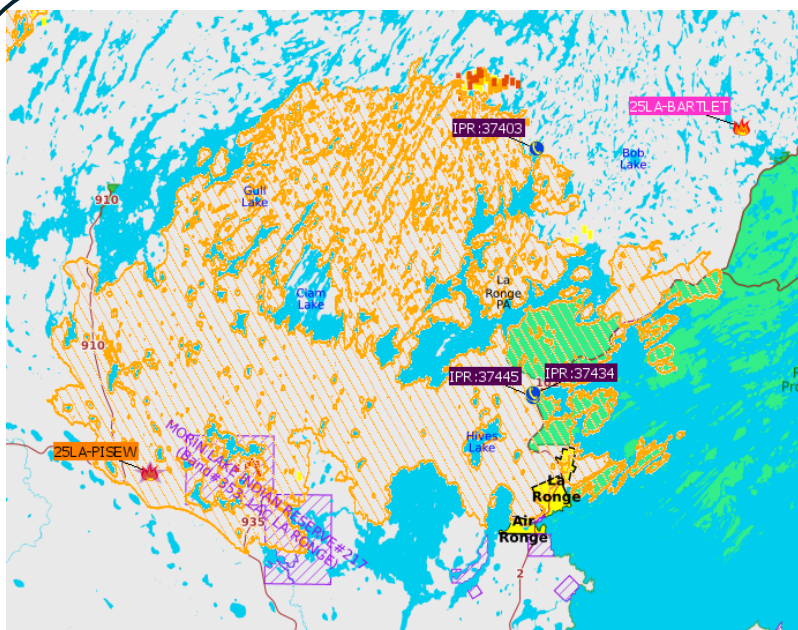 25LA-BARTLET
IPR:37403
Bob
Lake
910
Gull
Lake
La
Ronge
PA
Clam
Lake
910
IPR:37445
IPR:37434
10
Hives
Lake
25LA-PISEW
MORIN LAKE INDIAN RESERVE#217
(Band#353: LAC LA RONGE)
La
Ronge
935
Air
Ronge
2
Pro